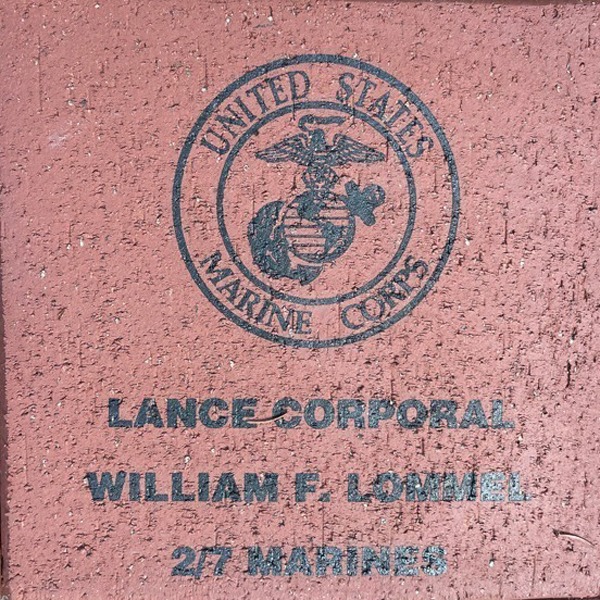 UNITED STATES
MARINE CORPS
LANCE CORPORAL
WILLIAM F. LOMMEL
2/7 MARINES